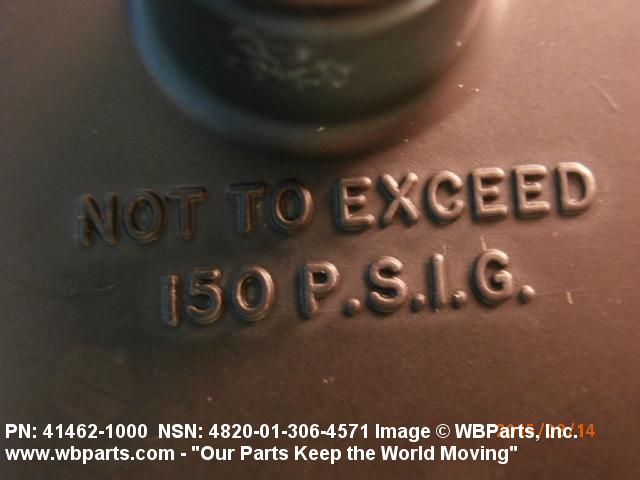 NOT TO EXCEED
150 P.S.I.G.
PN: 41462-1000 NSN: 4820-01-306-4571 Image © WBParts, Inc.
www.wbparts.com - "Our Parts Keep the World Moving"